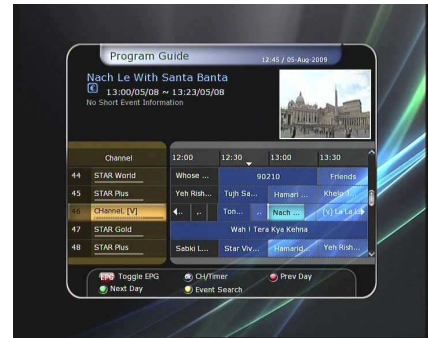 Program Guide
12:45 / 05-Aug-2009
Nach Le With Santa Banta
13:00/05/08 ~ 13:23/05/08
No Short Event Information
Channel 12:00 12:30 13:00 13:30
44 STAR World Whose ... 90210 Friends
45 STAR Plus Yeh Rish... Tujh Sa... Hamari ...
46 CHannel. [V] .. .. Ton... .. Nach ... [V] La La La
47 STAR Gold Wah ! Tera Kya Kehna
48 STAR Plus Sabki L... Star Viv... Hamarid... Yeh Rish...
EPG Toggle EPG CH/Timer Prev Day
Next Day Event Search